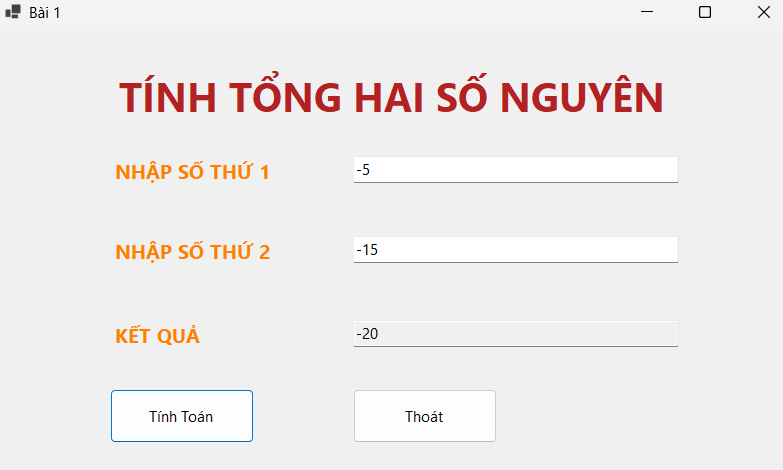 Bài 1
TÍNH TỔNG HAI SỐ NGUYÊN
NHẬP SỐ THỨ 1
-5
NHẬP SỐ THỨ 2
-15
KẾT QUẢ
-20
Tính Toán
Thoát